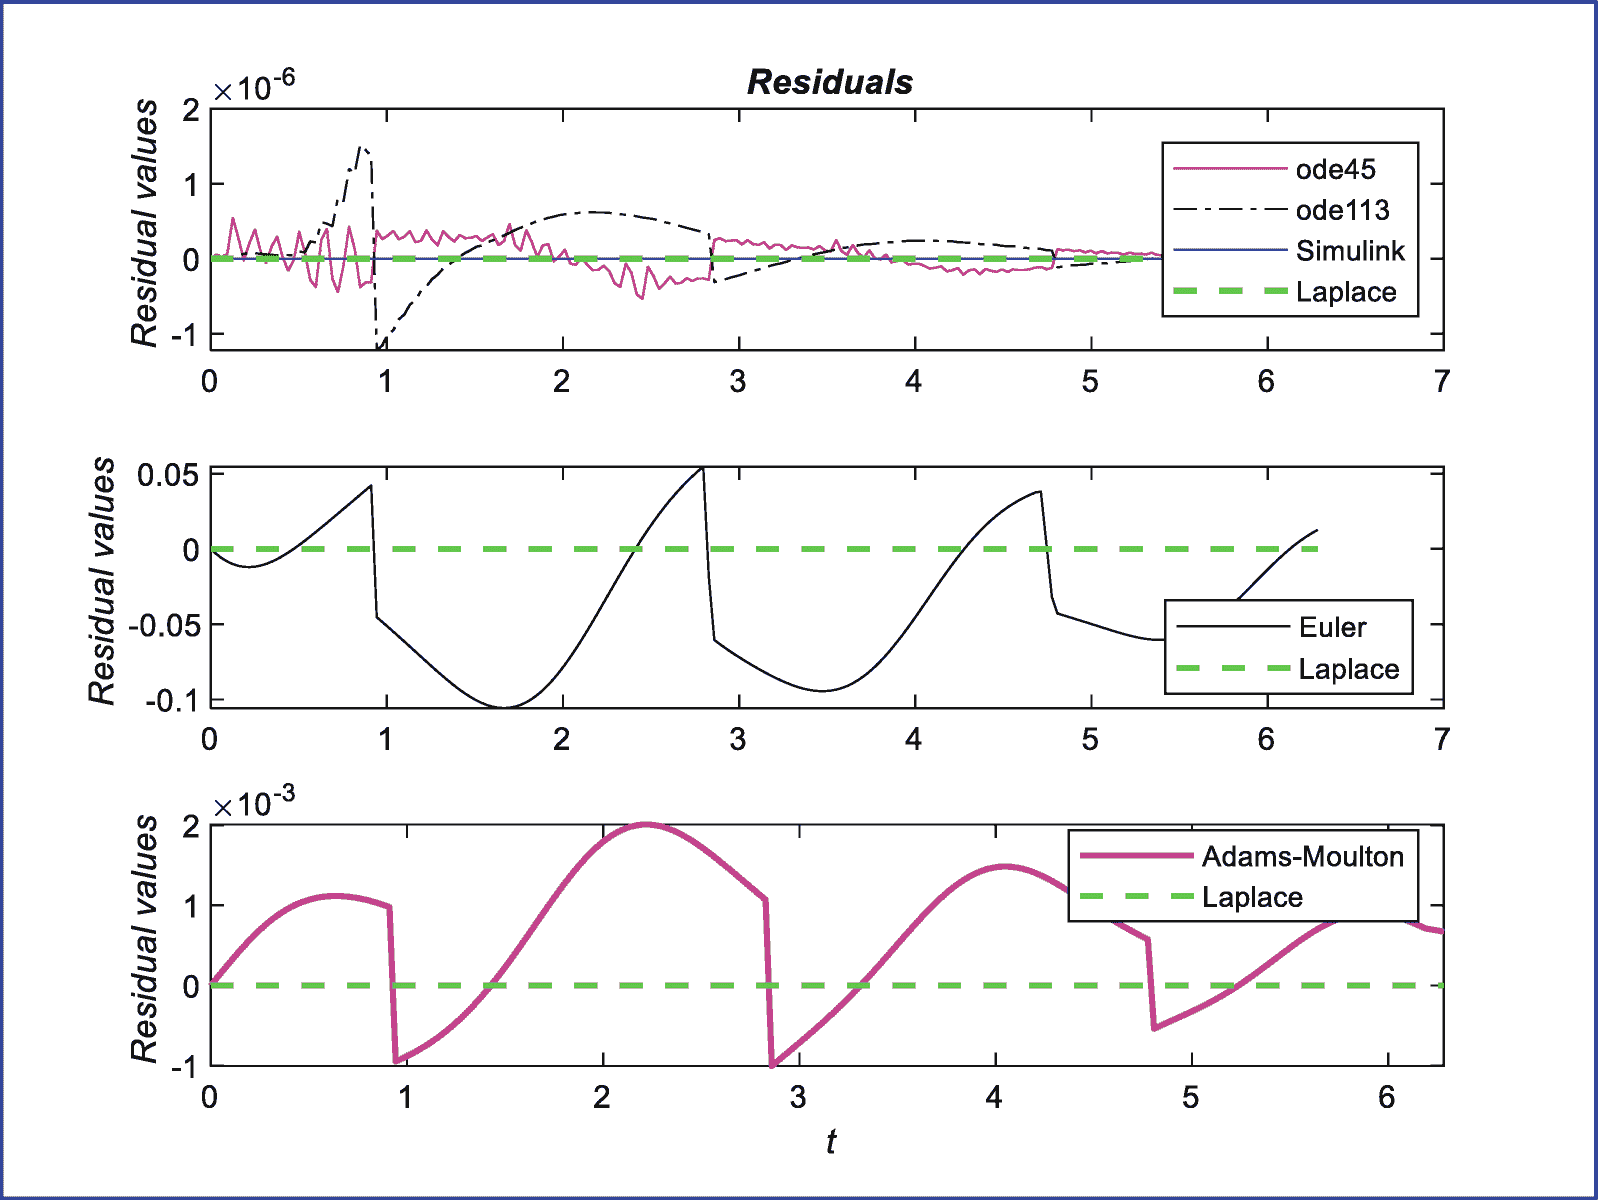 Residuals
×10-6
Residual values
2
1
0
-1
0 1 2 3 4 5 6 7
ode45
ode113
Simulink
Laplace
Residual values
0.05
0
-0.05
-0.1
0 1 2 3 4 5 6 7
Euler
Laplace
×10-3
Residual values
2
1
0
-1
0 1 2 3 4 5 6
Adams-Moulton
Laplace
t